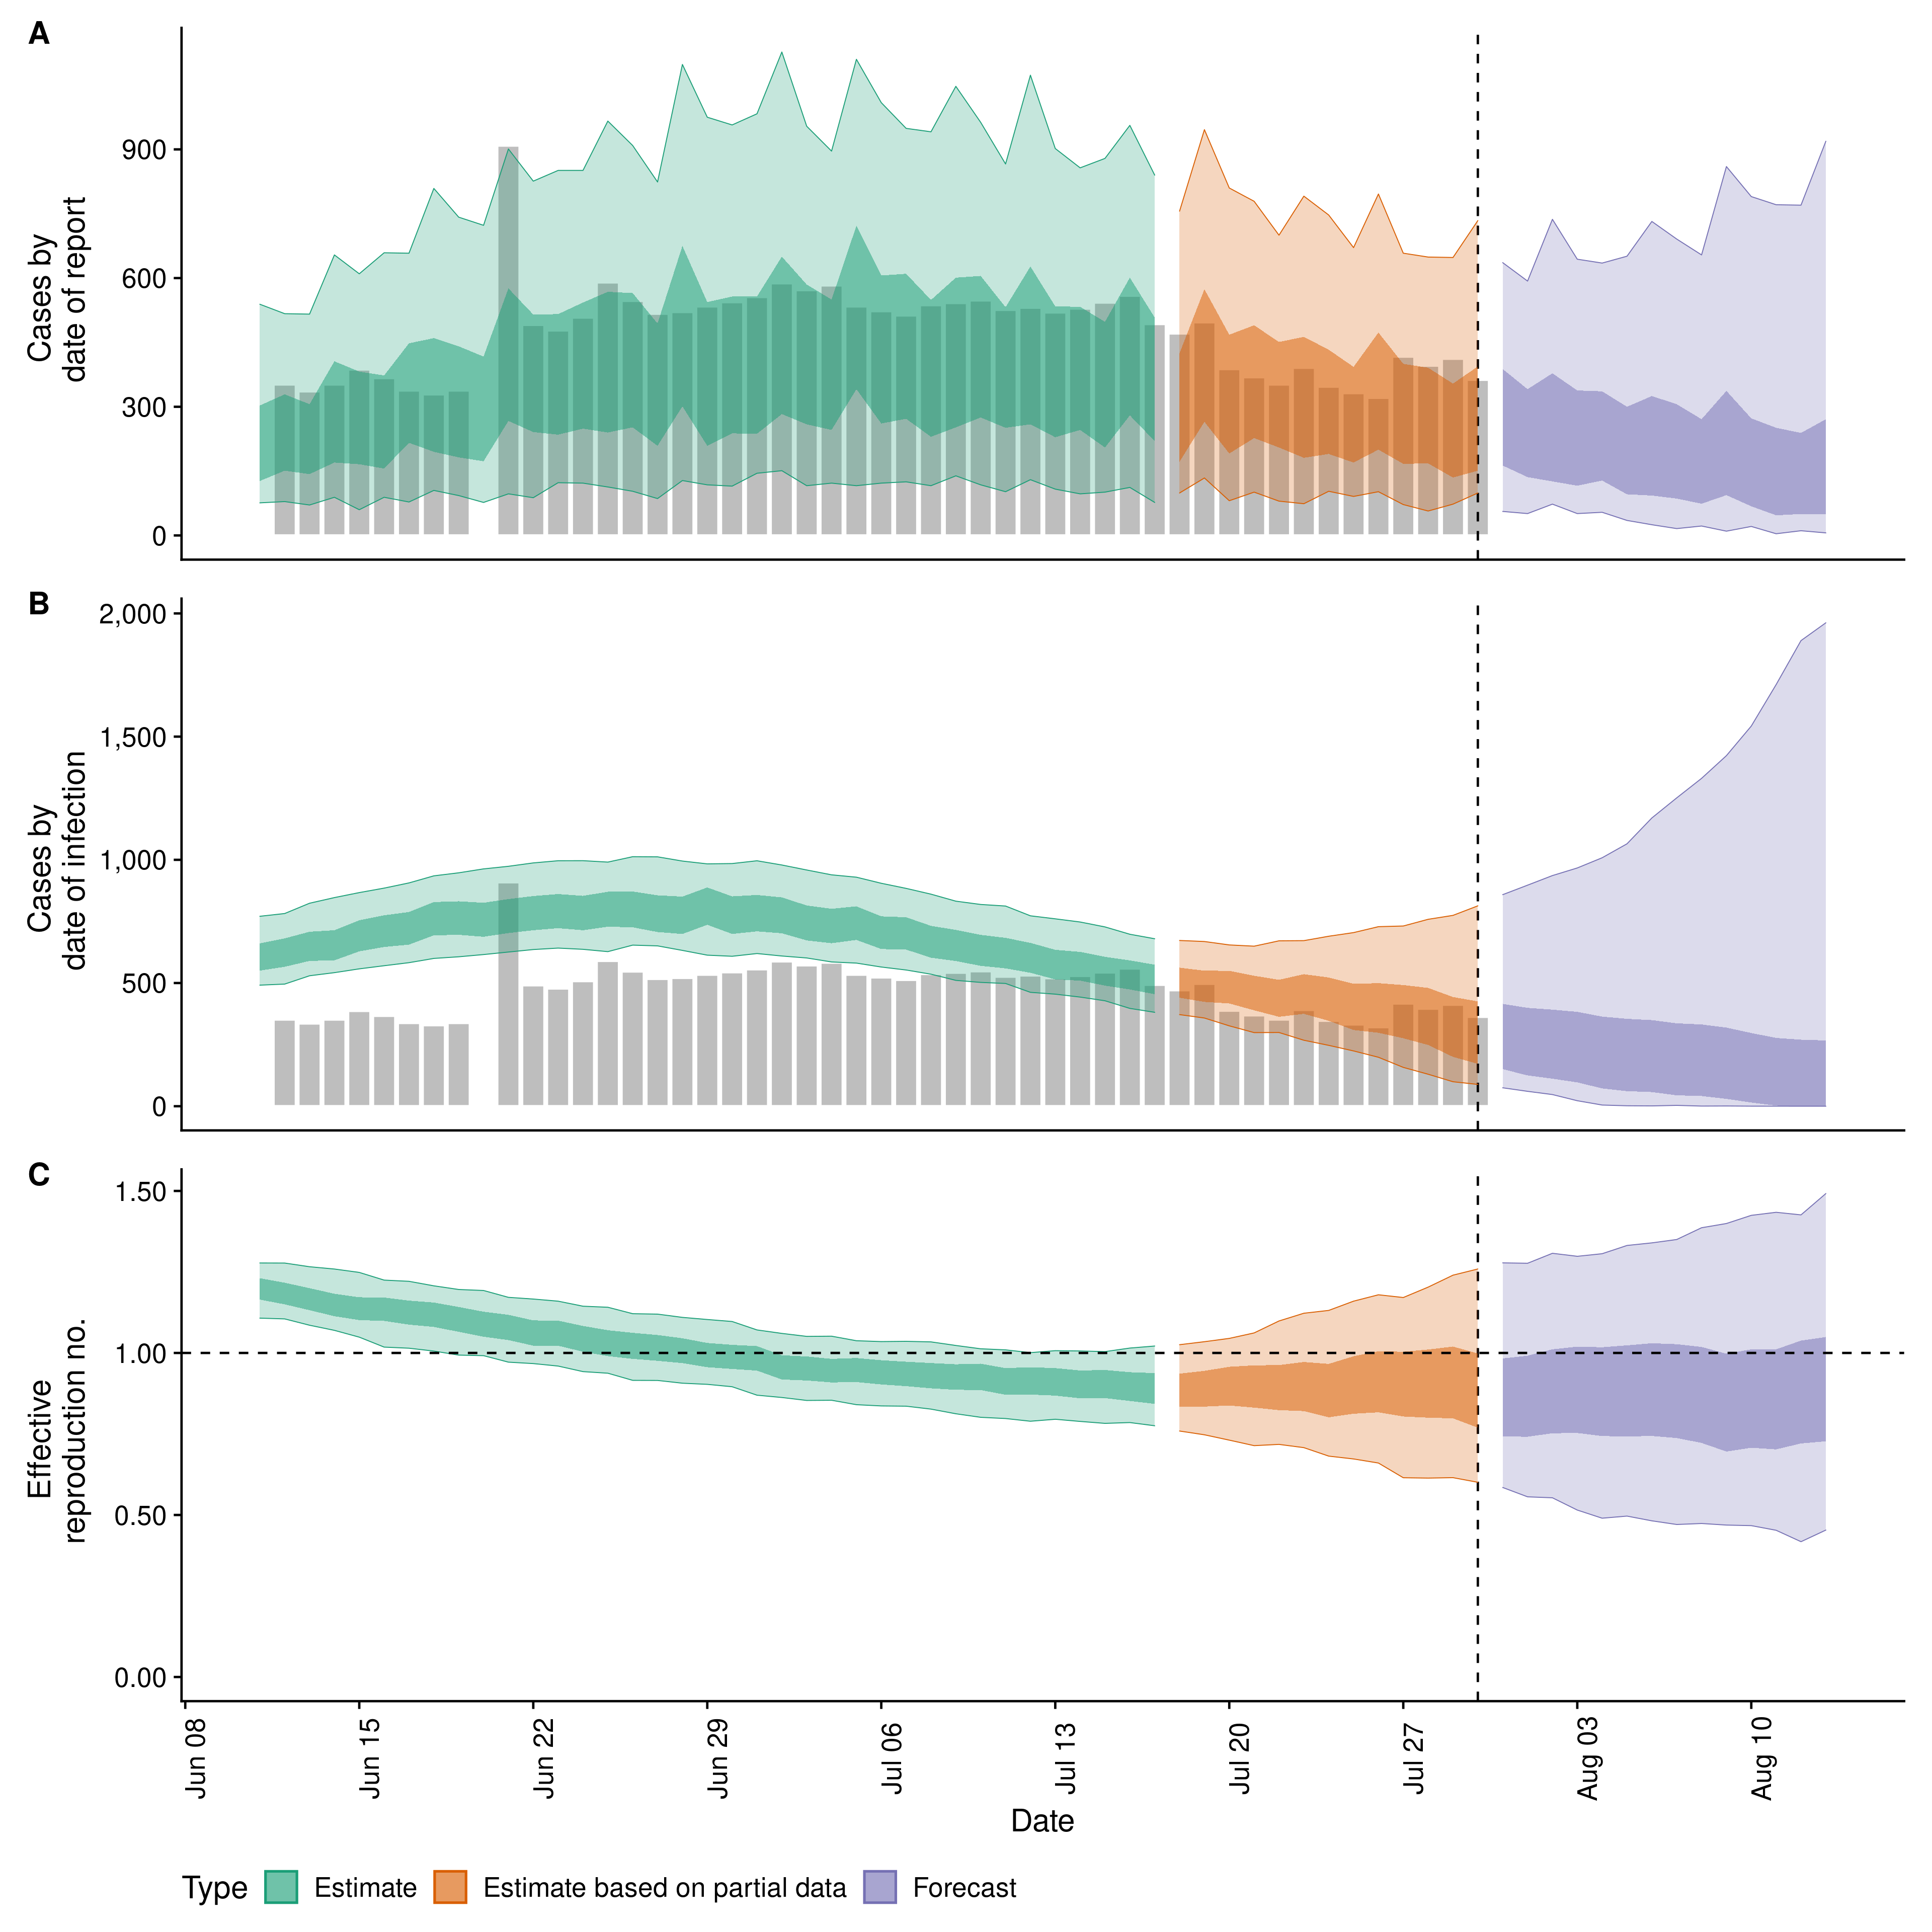 A
Cases by
date of report
900
600
300
0
B
Cases by
date of infection
2,000
1,500
1,000
500
0
C
Effective
reproduction no.
1.50
1.00
0.50
0.00
Jun 08
Jun 15
Jun 22
Jun 29
Jul 06
Jul 13
Jul 20
Jul 27
Aug 03
Aug 10
Date
Type Estimate Estimate based on partial data Forecast